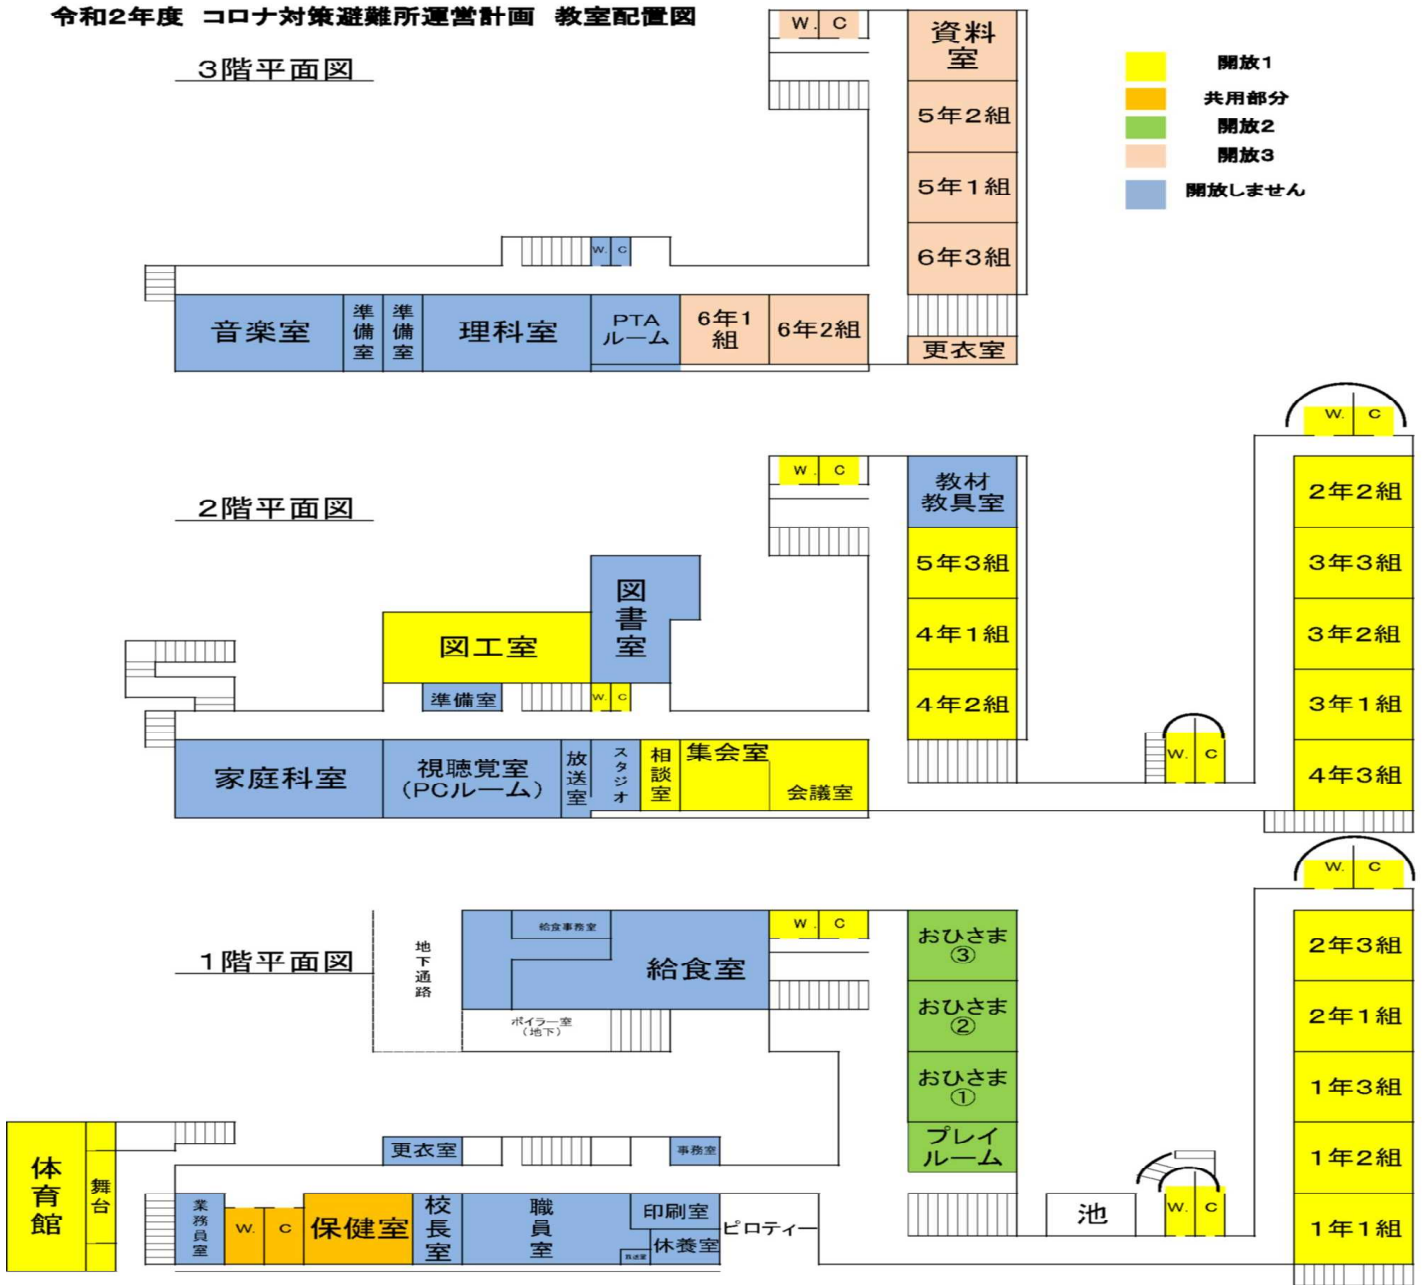 令和2年度 コロナ対策避難所運営計画 教室配置図
3階平面図
W. C
資料
室
5年2組
5年1組
6年3組
更衣室
開放1
共用部分
開放2
開放3
開放しません
W. C
音楽室
準備室
準備室
理科室
PTA
ルーム
6年1
組
6年2組
2階平面図
W. C
教材
教具室
5年3組
4年1組
4年2組
W. C
2年2組
3年3組
3年2組
3年1組
4年3組
図書室
図工室
準備室
W. C
W. C
家庭科室
視聴覚室
(PCルーム)
放送室
スタジオ
相談室
集会室
会議室
1階平面図
地下通路
給食事務室
給食室
ボイラー室
(地下)
W. C
おひさま
③
おひさま
②
おひさま
①
プレイ
ルーム
W. C
2年3組
2年1組
1年3組
1年2組
1年1組
体育館
舞台
更衣室
事務室
業務員室
W. C
保健室
校長室
職員室
印刷室
休養室
ピロティー
池
W. C